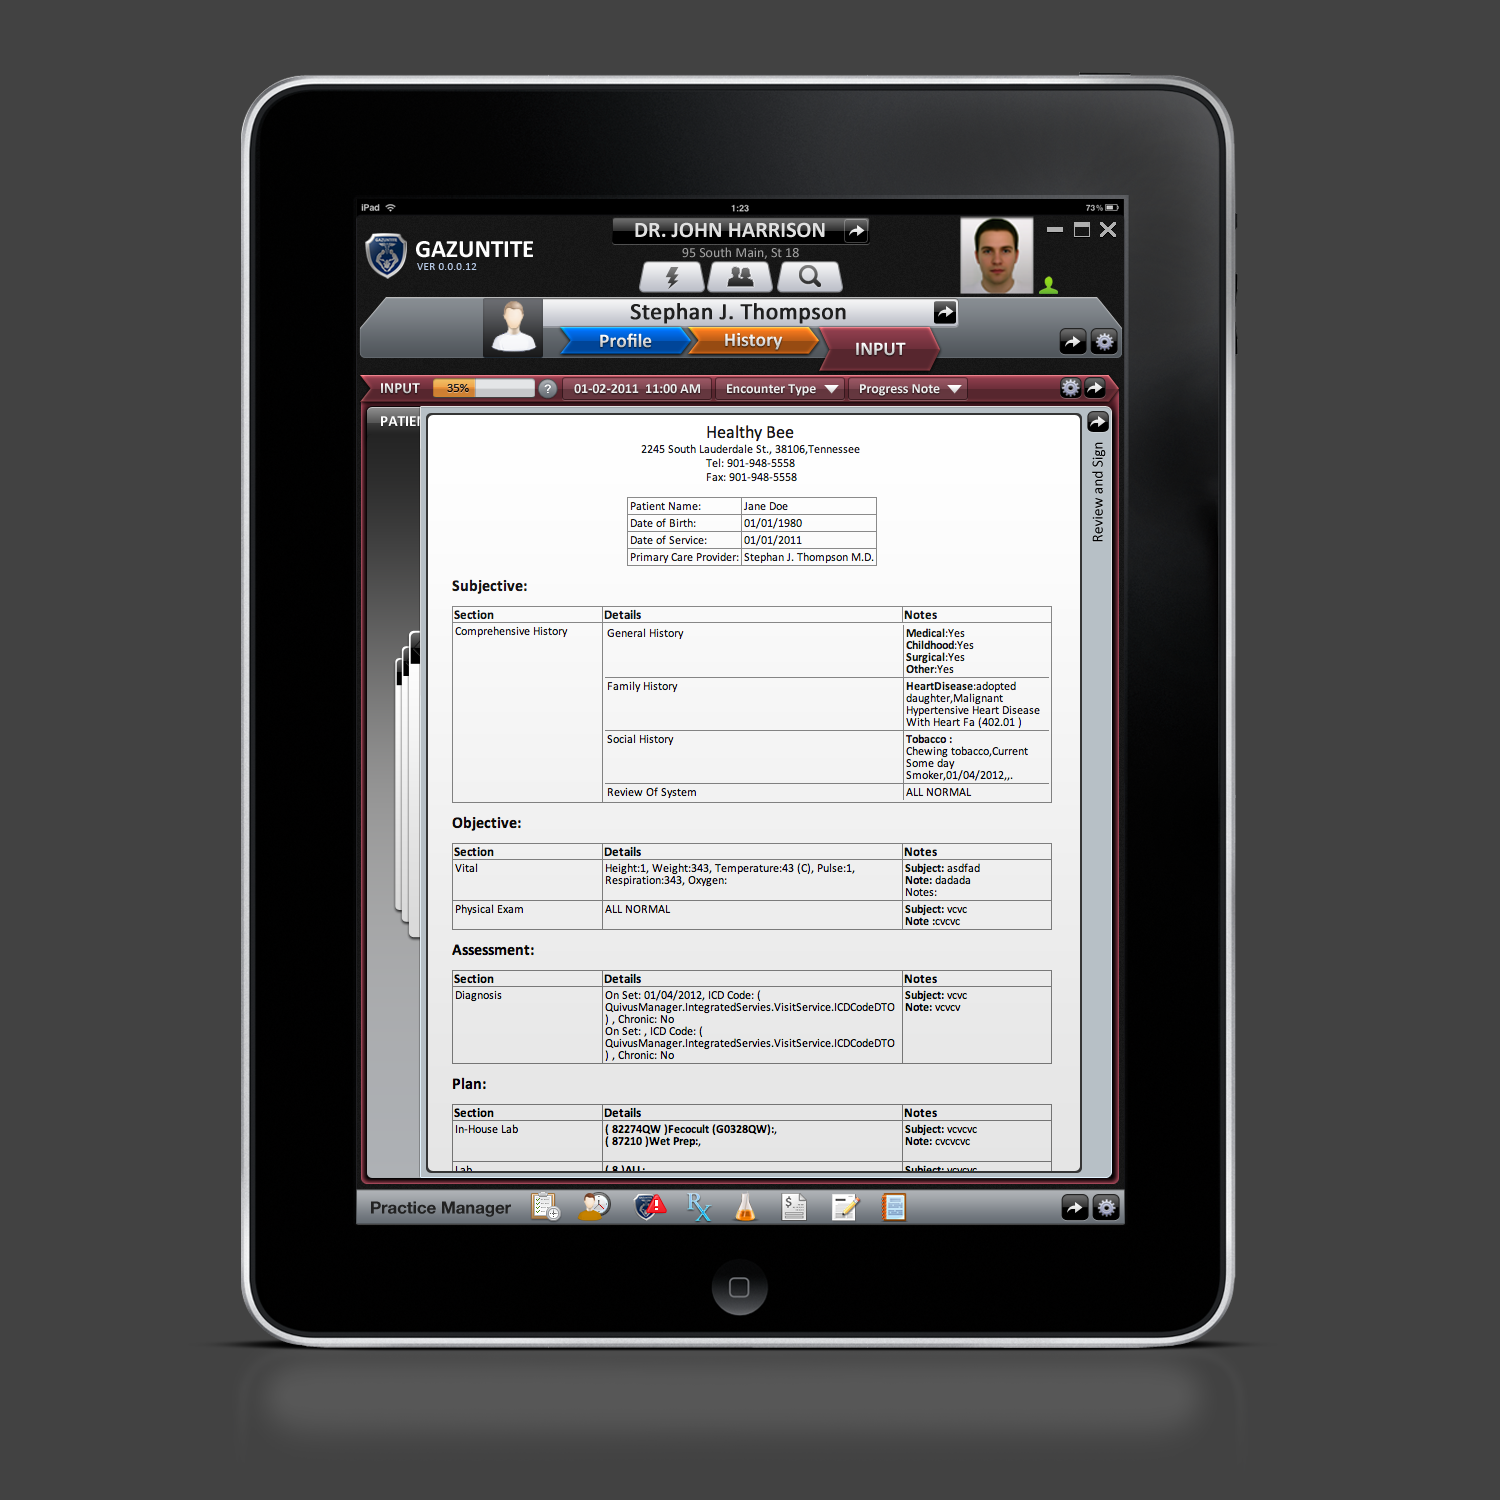 iPad 1:23 73%
GAZUNTITE
VER 0.0.0.12
DR. JOHN HARRISON
95 South Main, St 18
Stephan J. Thompson
Profile History INPUT
INPUT 35% ? 01-02-2011 11:00 AM Encounter Type Progress Note
PATIE
Review and Sign
Healthy Bee
2245 South Lauderdale St., 38106,Tennessee
Tel: 901-948-5558
Fax: 901-948-5558
Patient Name: Jane Doe
Date of Birth: 01/01/1980
Date of Service: 01/01/2011
Primary Care Provider: Stephan J. Thompson M.D.
Subjective:
Section Details Notes
Comprehensive History General History Medical:Yes
Childhood:Yes
Surgical:Yes
Other:Yes
Family History HeartDisease:adopted
daughter,Malignant
Hypertensive Heart Disease
With Heart Fa (402.01 )
Social History Tobacco :
Chewing tobacco,Current
Some day
Smoker,01/04/2012,,.
Review Of System ALL NORMAL
Objective:
Section Details Notes
Vital Height:1, Weight:343, Temperature:43 (C), Pulse:1, Subject: asdfad
Respiration:343, Oxygen: Note: dadada
Notes:
Physical Exam ALL NORMAL Subject: vcvc
Note :cvcvc
Assessment:
Section Details Notes
Diagnosis On Set: 01/04/2012, ICD Code: ( Subject: vcvc
QuivusManager.IntegratedServies.VisitService.ICDCodeDTO Note: vcvcv
) , Chronic: No
On Set: , ICD Code: (
QuivusManager.IntegratedServies.VisitService.ICDCodeDTO
) , Chronic: No
Plan:
Section Details Notes
In-House Lab ( 82274QW )Fecocult (G0328QW):, Subject: vcvcvc
( 87210 )Wet Prep:, Note: cvcvcvc
Lab ( 8 )ALL: Subject: vcvcvc
Practice Manager